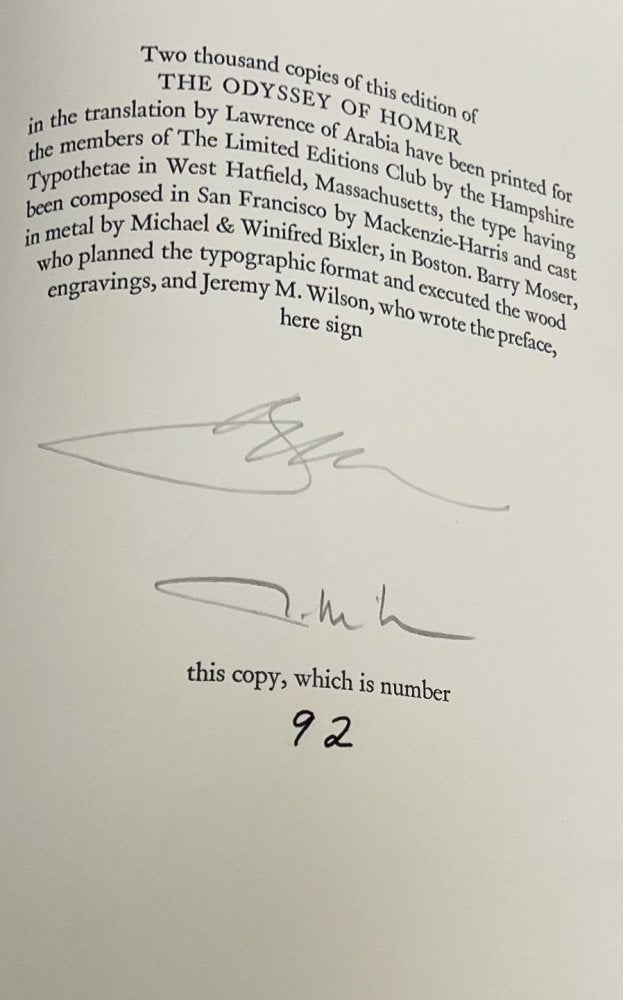 Two thousand copies of this edition of
THE ODYSSEY OF HOMER
in the translation by Lawrence of Arabia have been printed for
the members of The Limited Editions Club by the Hampshire
Typothetae in West Hatfield, Massachusetts, the type having
been composed in San Francisco by Mackenzie-Harris and cast
in metal by Michael & Winifred Bixler, in Boston. Barry Moser,
who planned the typographic format and executed the wood
engravings, and Jeremy M. Wilson, who wrote the preface,
here sign
this copy, which is number
92